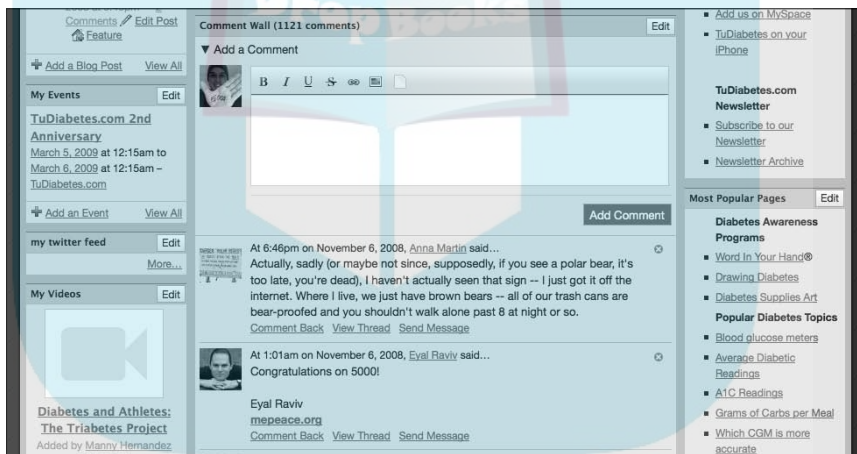 Comments Edit Post
Feature
Add a Blog Post View All
My Events Edit
TuDiabetes.com 2nd
Anniversary
March 5, 2009 at 12:15am to
March 6, 2009 at 12:15am –
TuDiabetes.com
Add an Event View All
my twitter feed Edit
More...
My Videos Edit
Diabetes and Athletes:
The Triabetes Project
Added by Manny Hernandez
Prop Books
Comment Wall (1121 comments) Edit
▼ Add a Comment
B I U S
Add Comment
At 6:46pm on November 6, 2008, Anna Martin said…
Actually, sadly (or maybe not since, supposedly, if you see a polar bear, it's
too late, you're dead), I haven't actually seen that sign -- I just got it off the
internet. Where I live, we just have brown bears -- all of our trash cans are
bear-proofed and you shouldn't walk alone past 8 at night or so.
Comment Back View Thread Send Message
At 1:01am on November 6, 2008, Eyal Raviv said…
Congratulations on 5000!
Eyal Raviv
mepeace.org
Comment Back View Thread Send Message
Add us on MySpace
TuDiabetes on your
iPhone
TuDiabetes.com
Newsletter
Subscribe to our
Newsletter
Newsletter Archive
Most Popular Pages Edit
Diabetes Awareness
Programs
Word In Your Hand®
Drawing Diabetes
Diabetes Supplies Art
Popular Diabetes Topics
Blood glucose meters
Average Diabetic
Readings
A1C Readings
Grams of Carbs per Meal
Which CGM is more
accurate